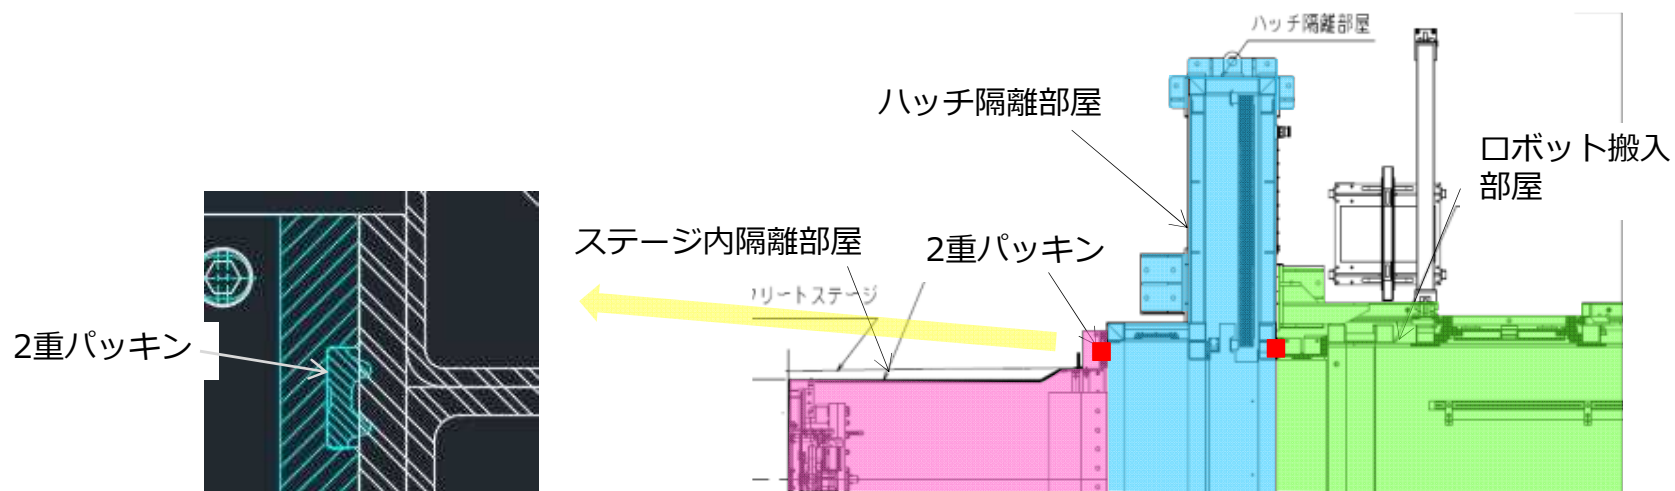 ハッチ隔離部屋
ハッチ隔離部屋
ロボット搬入
部屋
ステージ内隔離部屋
2重パッキン
クリートステージ
2重パッキン